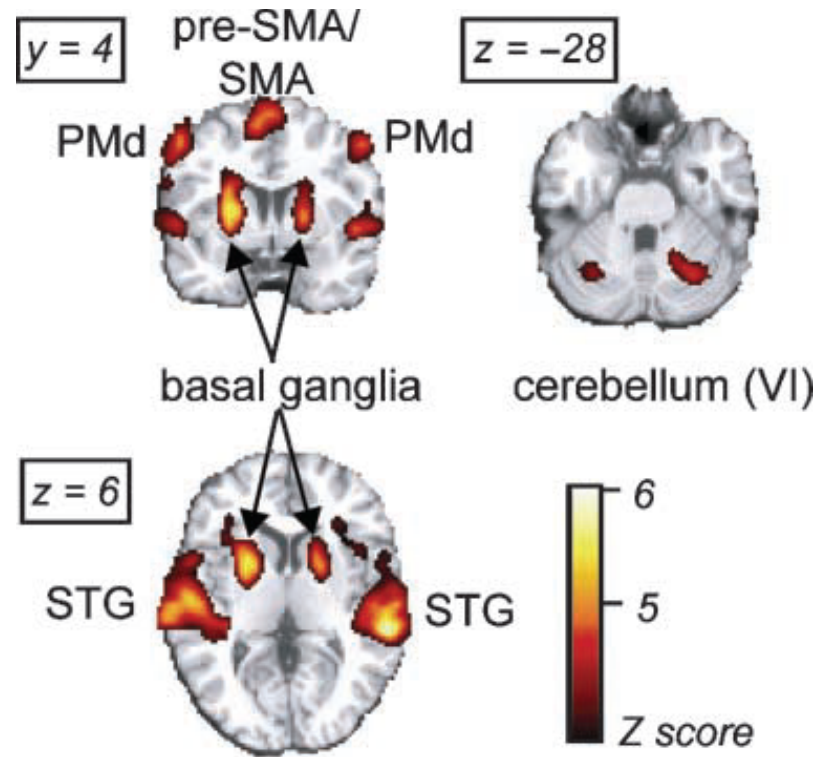 y = 4
pre-SMA/
SMA
z = –28
PMd
PMd
basal ganglia
cerebellum (VI)
z = 6
STG
STG
6
5
Z score